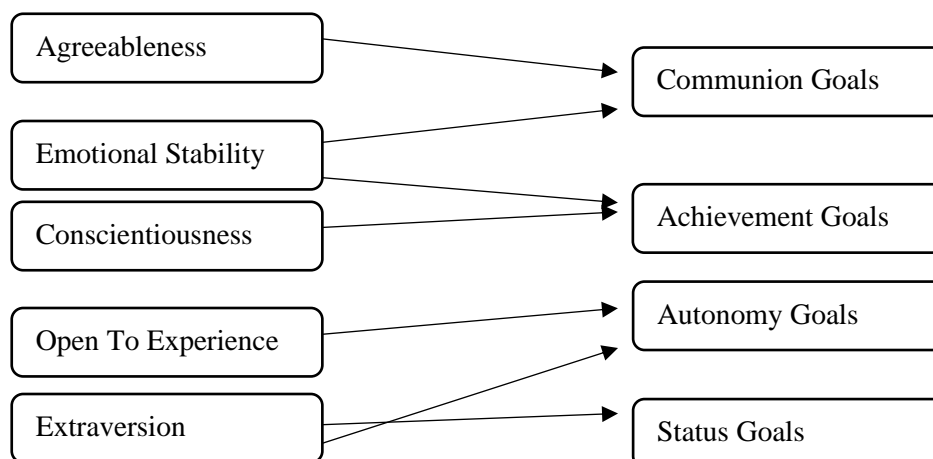 Agreeableness
Communion Goals
Emotional Stability
Achievement Goals
Conscientiousness
Autonomy Goals
Open To Experience
Extraversion
Status Goals